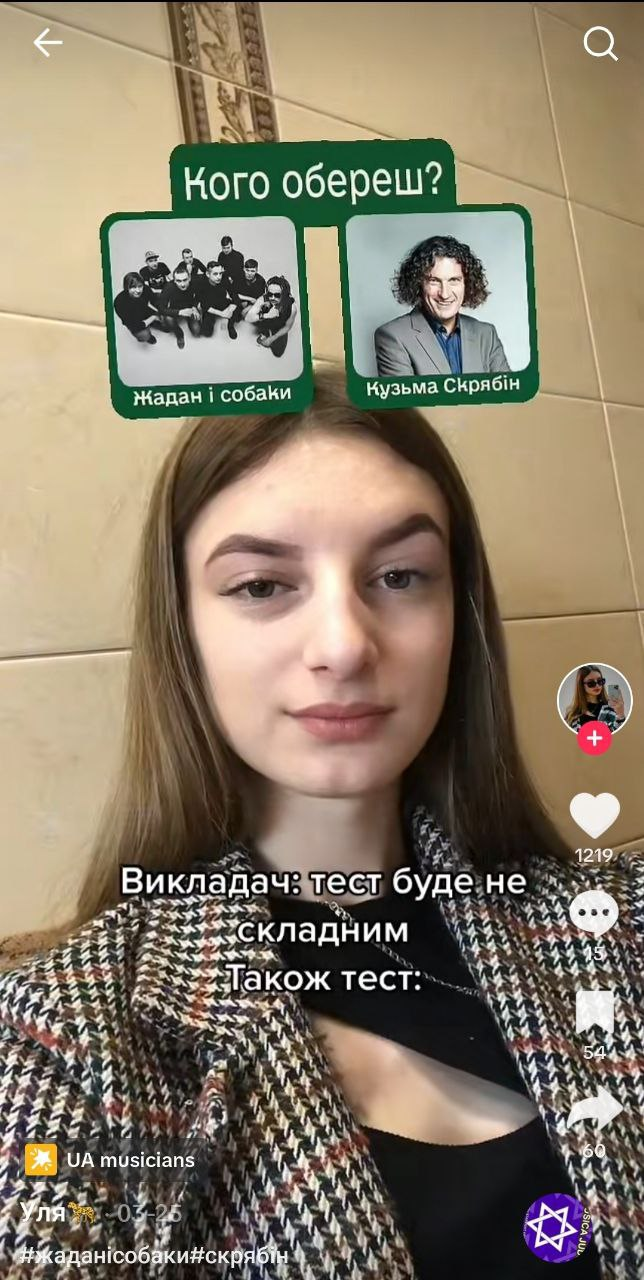 Кого обереш?
Жадан і собаки
Кузьма Скрябін
Викладач: тест буде не
складним
Також тест:
1219
15
54
60
UA musicians
Уля🐆 · 03-25
#жаданісобаки#скрябін